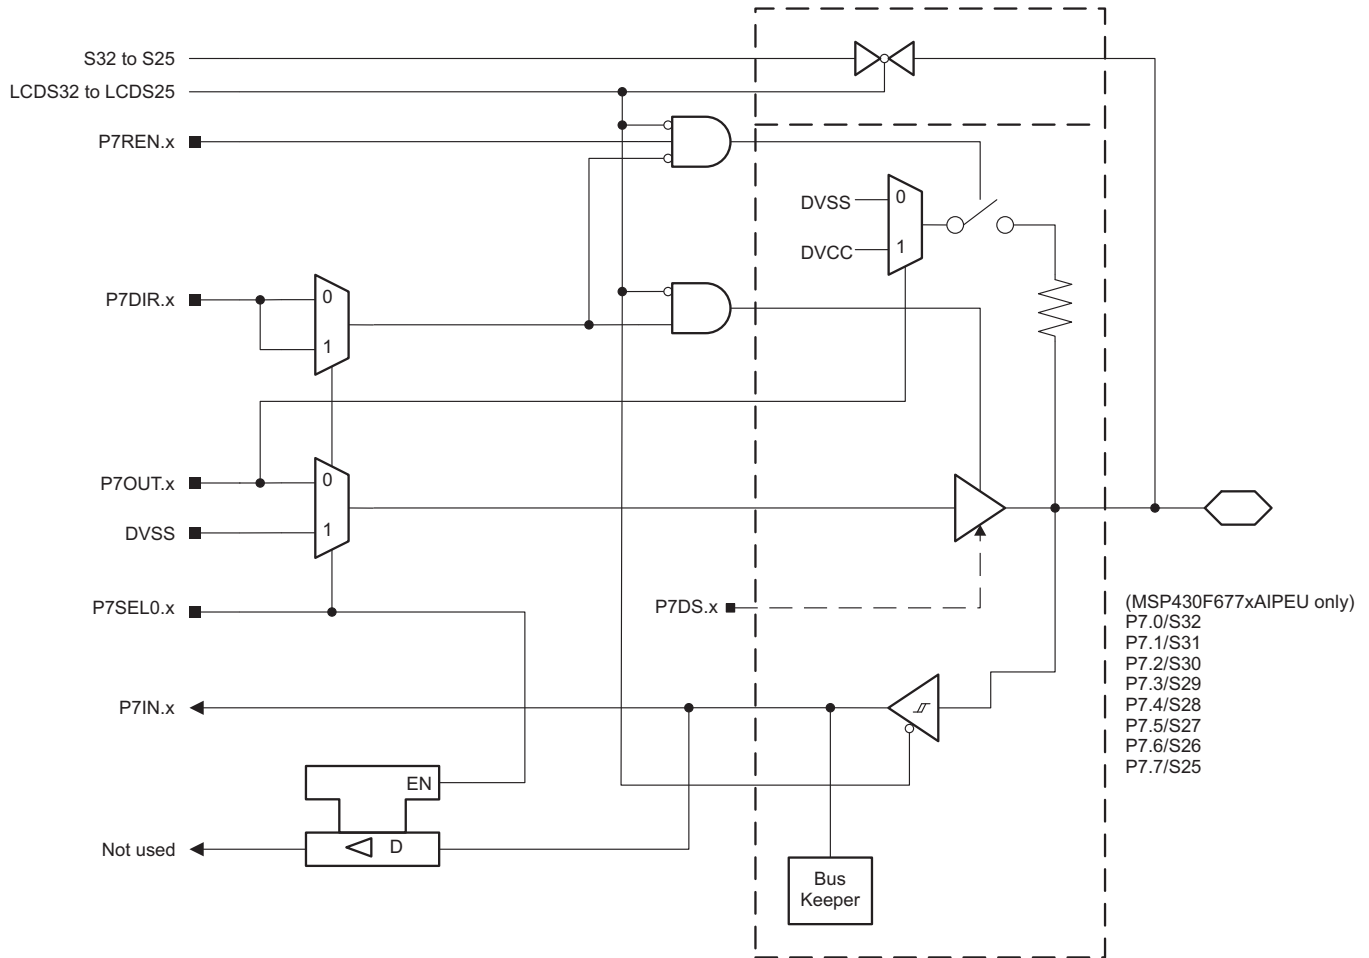 S32 to S25
LCDS32 to LCDS25
P7REN.x
DVSS
0
DVCC
1
P7DIR.x
0
1
P7OUT.x
0
DVSS
1
P7SEL0.x
P7DS.x
(MSP430F677xAIPEU only)
P7.0/S32
P7.1/S31
P7.2/S30
P7.3/S29
P7.4/S28
P7.5/S27
P7.6/S26
P7.7/S25
P7IN.x
EN
Not used
D
Bus
Keeper